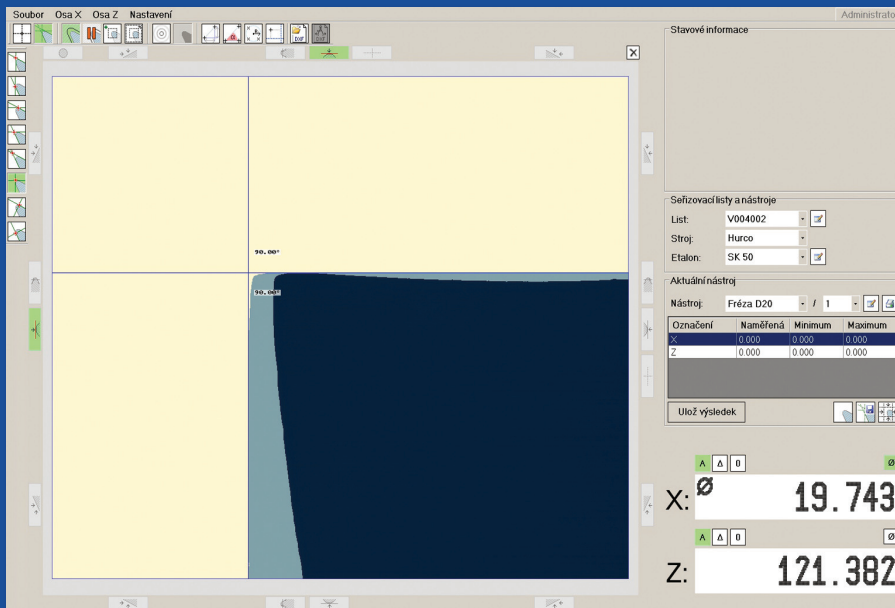 Soubor Osa X Osa Z Nastavení
Administrato
DXF
Stavové informace
90.00°
90.00°
Seřizovací listy a nástroje
List: V004002
Stroj: Hurco
Etalon: SK 50
Aktuální nástroj
Nástroj: Fréza D20 / 1
Označení Naměřená Minimum Maximum
X 0.000 0.000 0.000
Z 0.000 0.000 0.000
Ulož výsledek
A Δ 0 Ø
X: Ø 19.743
A Δ 0 Ø
Z: 121.382